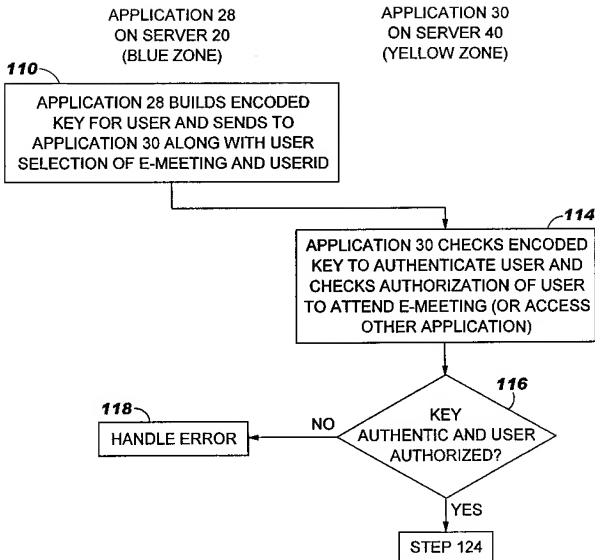 APPLICATION 28
ON SERVER 20
(BLUE ZONE)
APPLICATION 30
ON SERVER 40
(YELLOW ZONE)
110
APPLICATION 28 BUILDS ENCODED
KEY FOR USER AND SENDS TO
APPLICATION 30 ALONG WITH USER
SELECTION OF E-MEETING AND USERID
114
APPLICATION 30 CHECKS ENCODED
KEY TO AUTHENTICATE USER AND
CHECKS AUTHORIZATION OF USER
TO ATTEND E-MEETING (OR ACCESS
OTHER APPLICATION)
116
KEY
AUTHENTIC AND USER
AUTHORIZED?
NO
118
HANDLE ERROR
YES
STEP 124